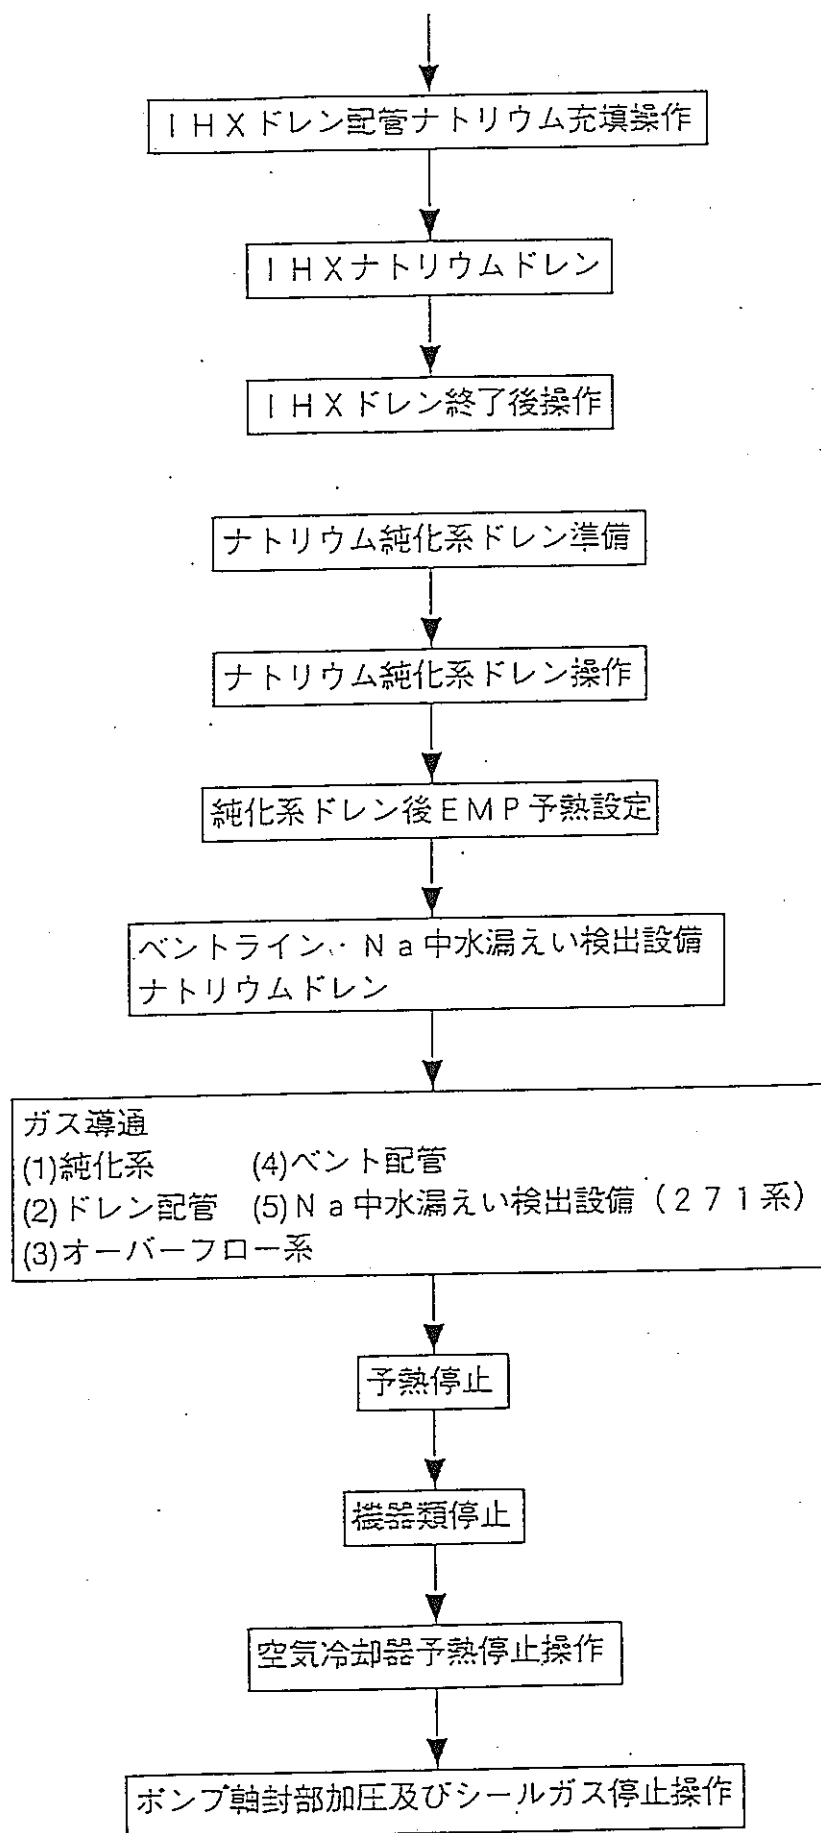 ＩＨＸドレン配管ナトリウム充填操作
ＩＨＸナトリウムドレン
ＩＨＸドレン終了後操作
ナトリウム純化系ドレン準備
ナトリウム純化系ドレン操作
純化系ドレン後ＥＭＰ予熱設定
ベントライン・Ｎａ中水漏えい検出設備
ナトリウムドレン
ガス導通
(1)純化系　(4)ベント配管
(2)ドレン配管　(5)Ｎａ中水漏えい検出設備（２７１系）
(3)オーバーフロー系
予熱停止
機器類停止
空気冷却器予熱停止操作
ポンプ軸封部加圧及びシールガス停止操作